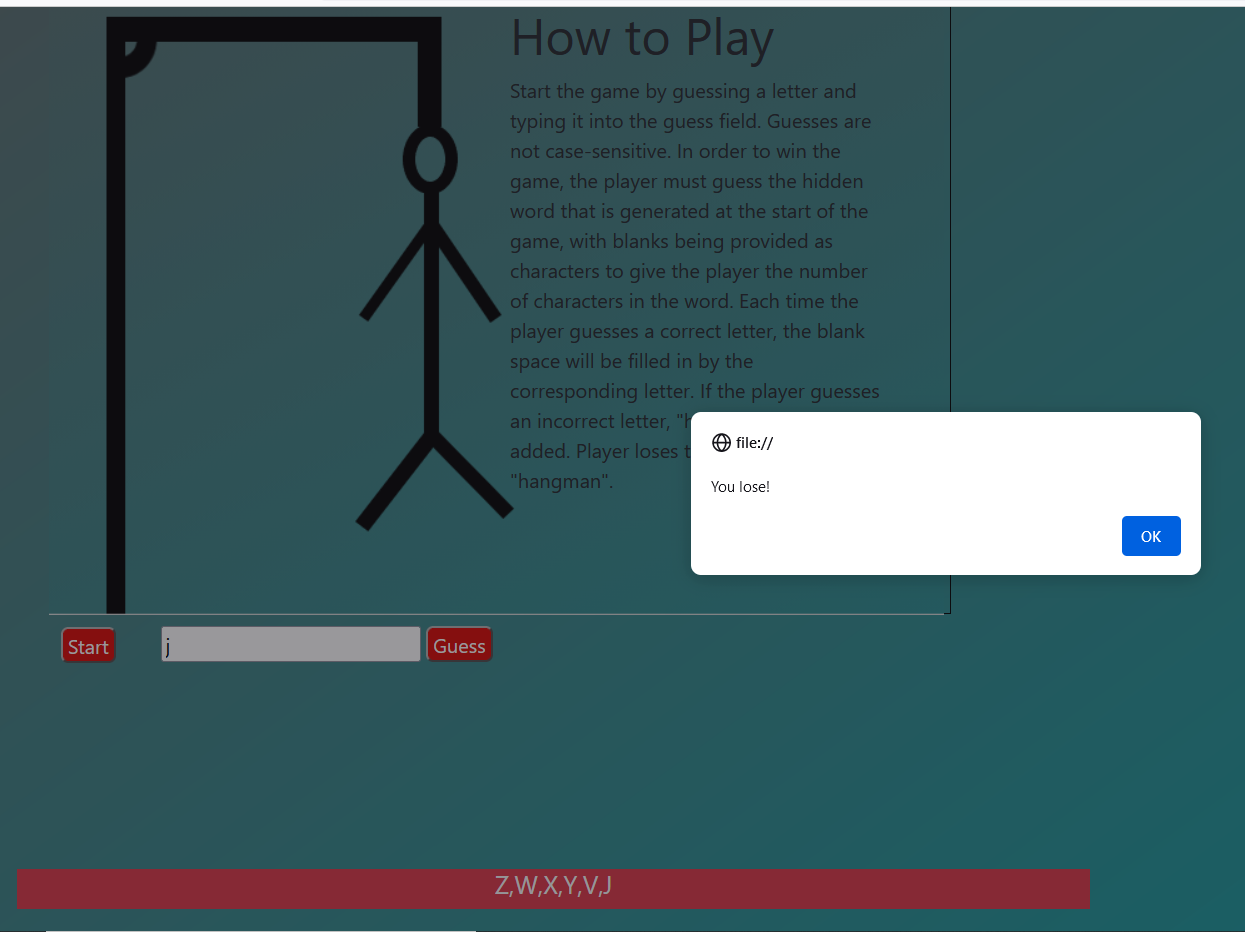 How to Play
Start the game by guessing a letter and
typing it into the guess field. Guesses are
not case-sensitive. In order to win the
game, the player must guess the hidden
word that is generated at the start of the
game, with blanks being provided as
characters to give the player the number
of characters in the word. Each time the
player guesses a correct letter, the blank
space will be filled in by the
corresponding letter. If the player guesses
an incorrect letter, "
added. Player loses
"hangman".
file://
You lose!
OK
Start
j
Guess
Z,W,X,Y,V,J